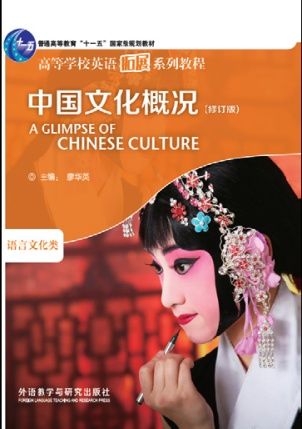 普通高等教育“十一五”国家级规划教材
高等学校英语拓展系列教程
中国文化概况(修订版)
A GLIMPSE OF
CHINESE CULTURE
◎ 主编： 廖华英
语言文化类
外语教学与研究出版社
FOREIGN LANGUAGE TEACHING AND RESEARCH PRESS